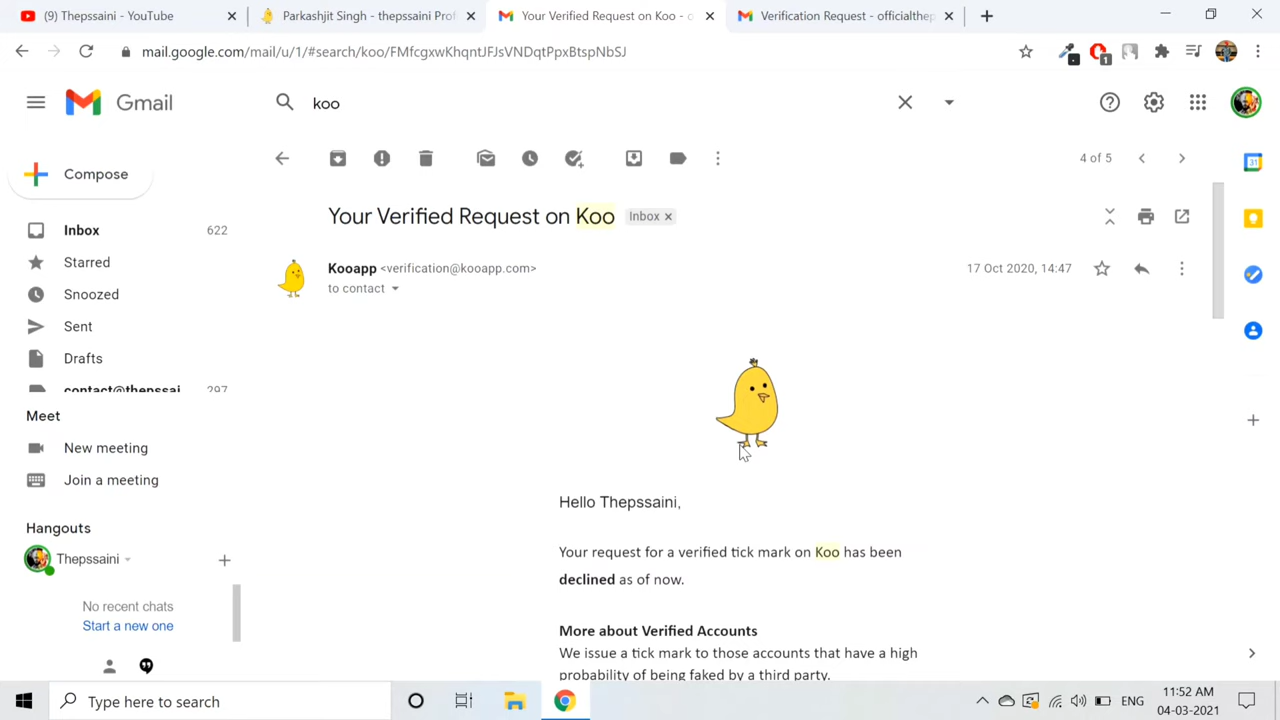 (9) Thepssaini - YouTube
Parkashjit Singh - thepssaini Prof
Your Verified Request on Koo - o
Verification Request - officialthep
mail.google.com/mail/u/1/#search/koo/FMfcgxwKhqntJFJsVNDqtPpxBtspNbSJ
1
Gmail
koo
Compose
4 of 5
Your Verified Request on Koo
Inbox ×
Inbox 622
Kooapp <verification@kooapp.com>
17 Oct 2020, 14:47
to contact
Starred
Snoozed
Sent
Drafts
contact@thepssai 297
Meet
New meeting
Join a meeting
Hangouts
Thepssaini
No recent chats
Start a new one
Hello Thepssaini,
Your request for a verified tick mark on Koo has been
declined as of now.
More about Verified Accounts
We issue a tick mark to those accounts that have a high
probability of being faked by a third party.
Type here to search
ENG
11:52 AM
04-03-2021